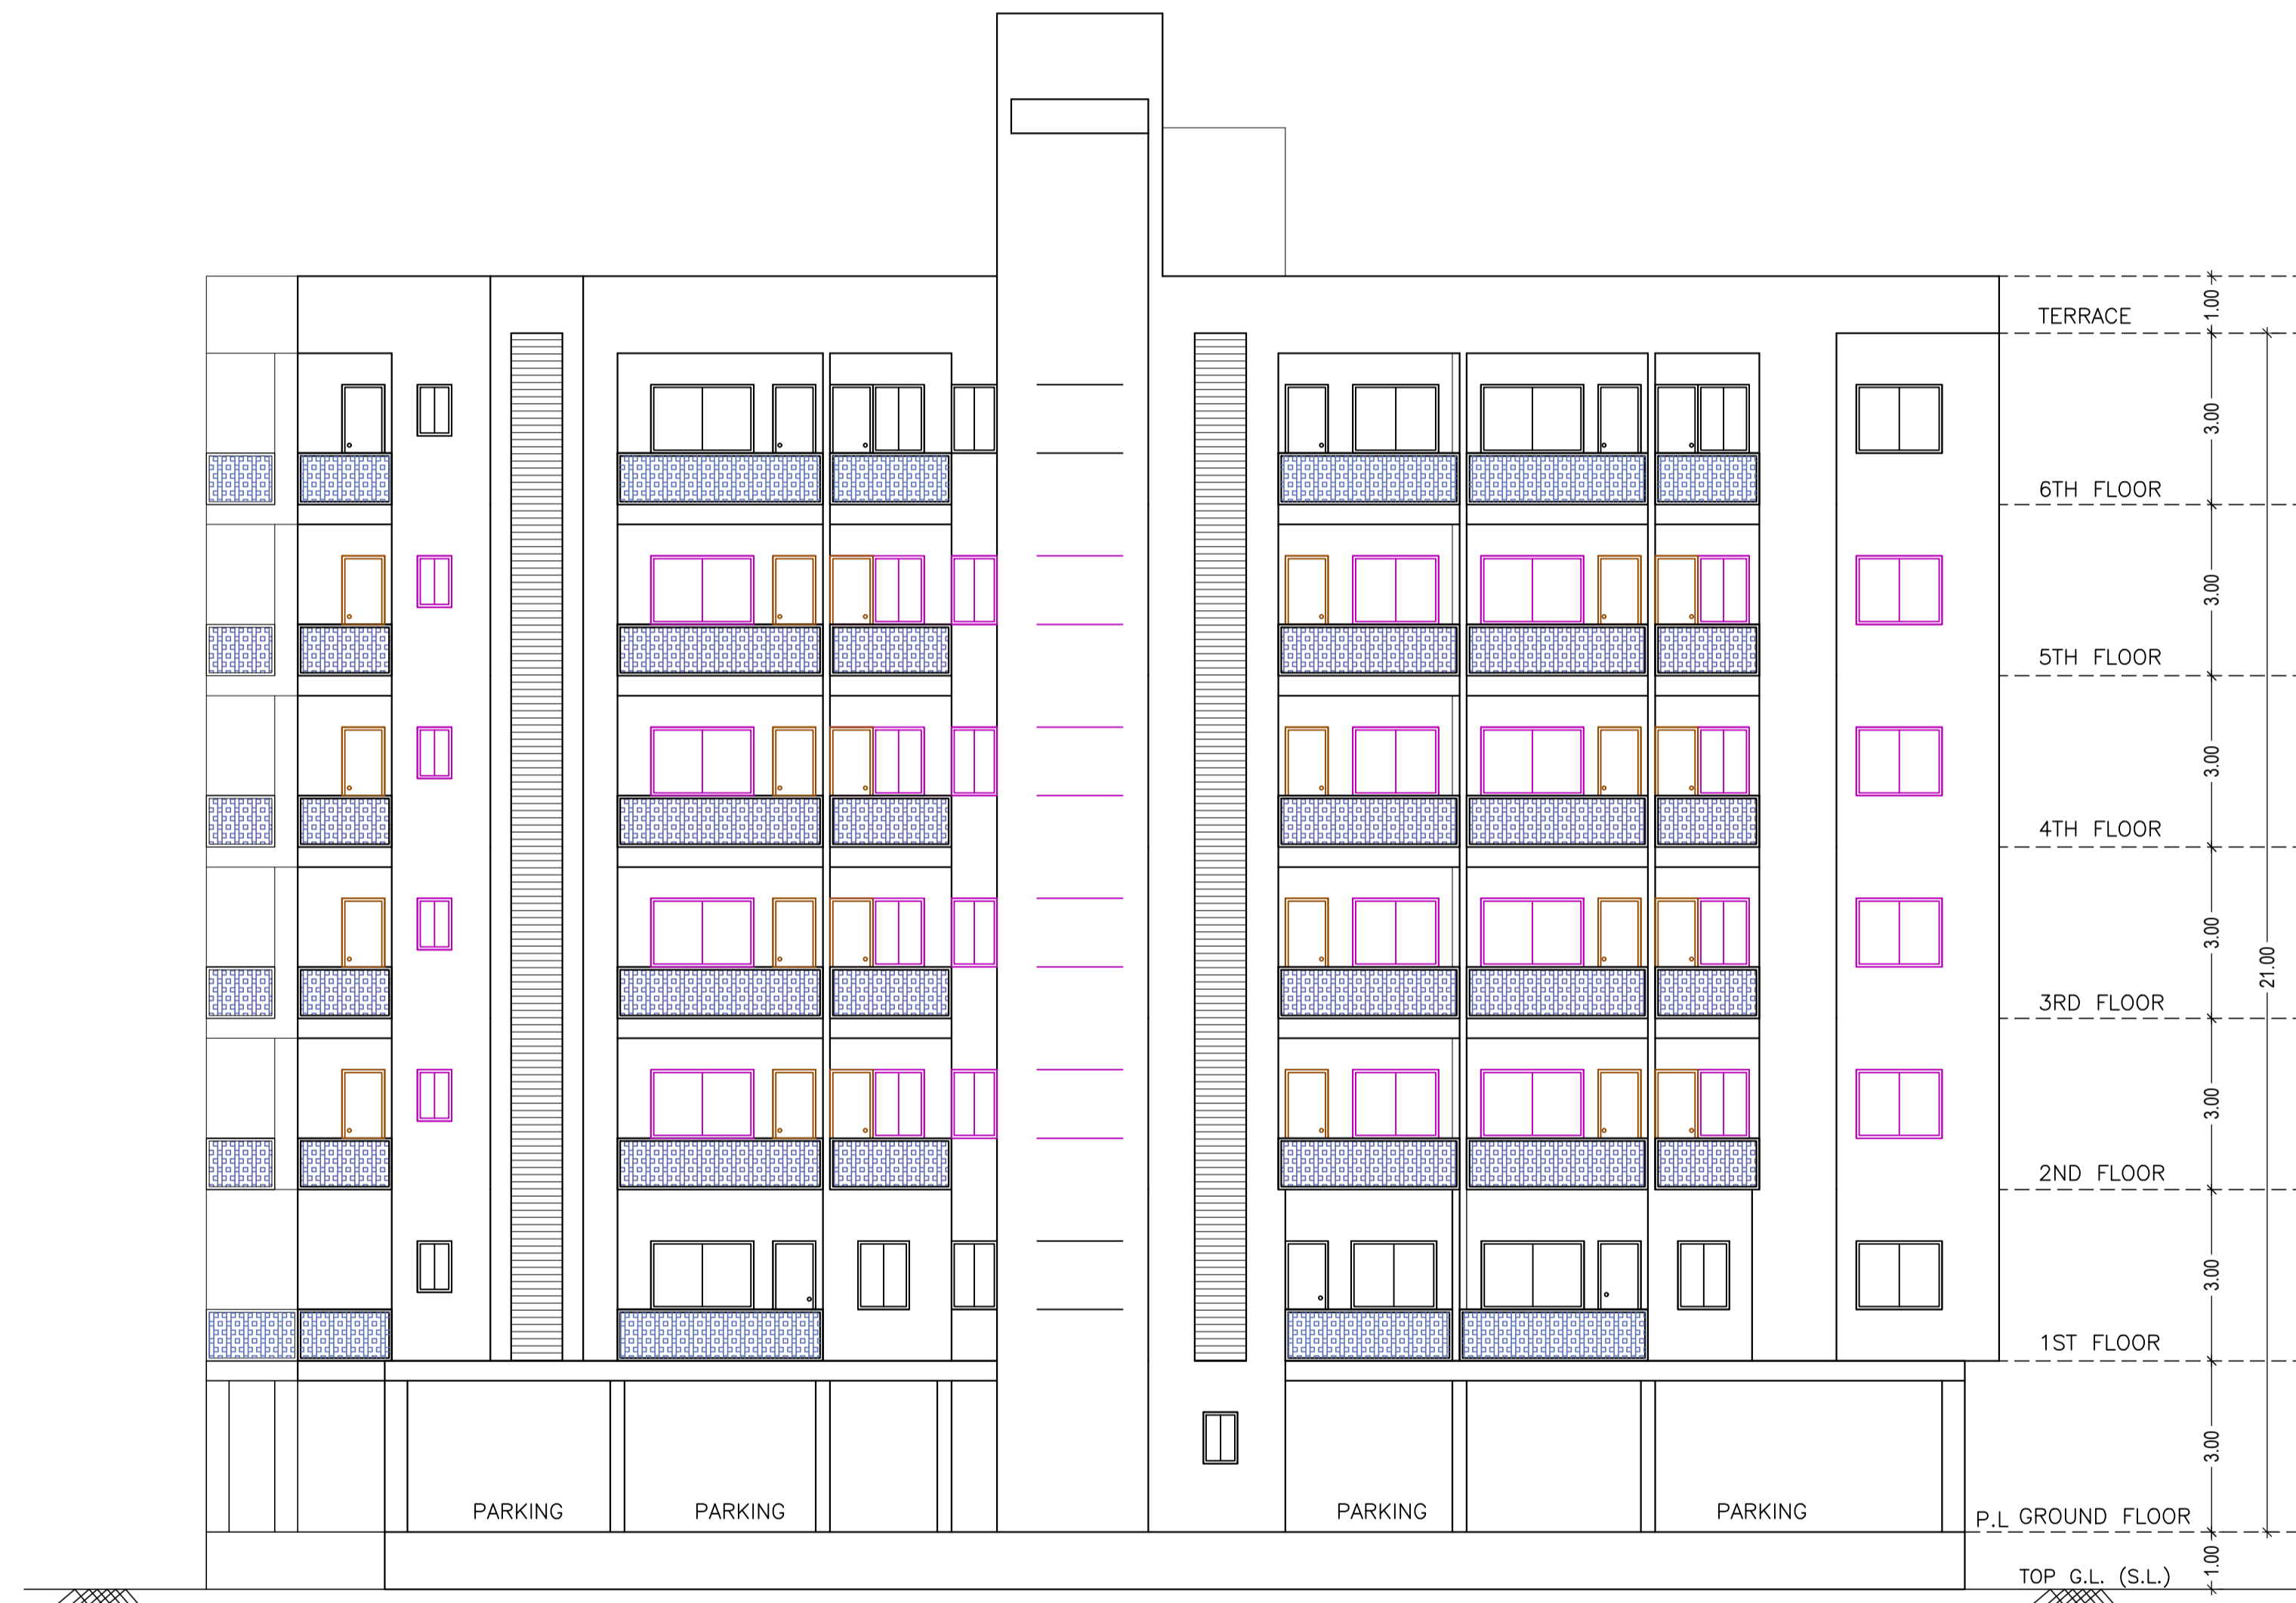 TERRACE
1.00
3.00
6TH FLOOR
3.00
5TH FLOOR
3.00
4TH FLOOR
3.00
21.00
3RD FLOOR
3.00
2ND FLOOR
3.00
1ST FLOOR
3.00
PARKING PARKING PARKING PARKING
P.L GROUND FLOOR
1.00
TOP G.L. (S.L.)